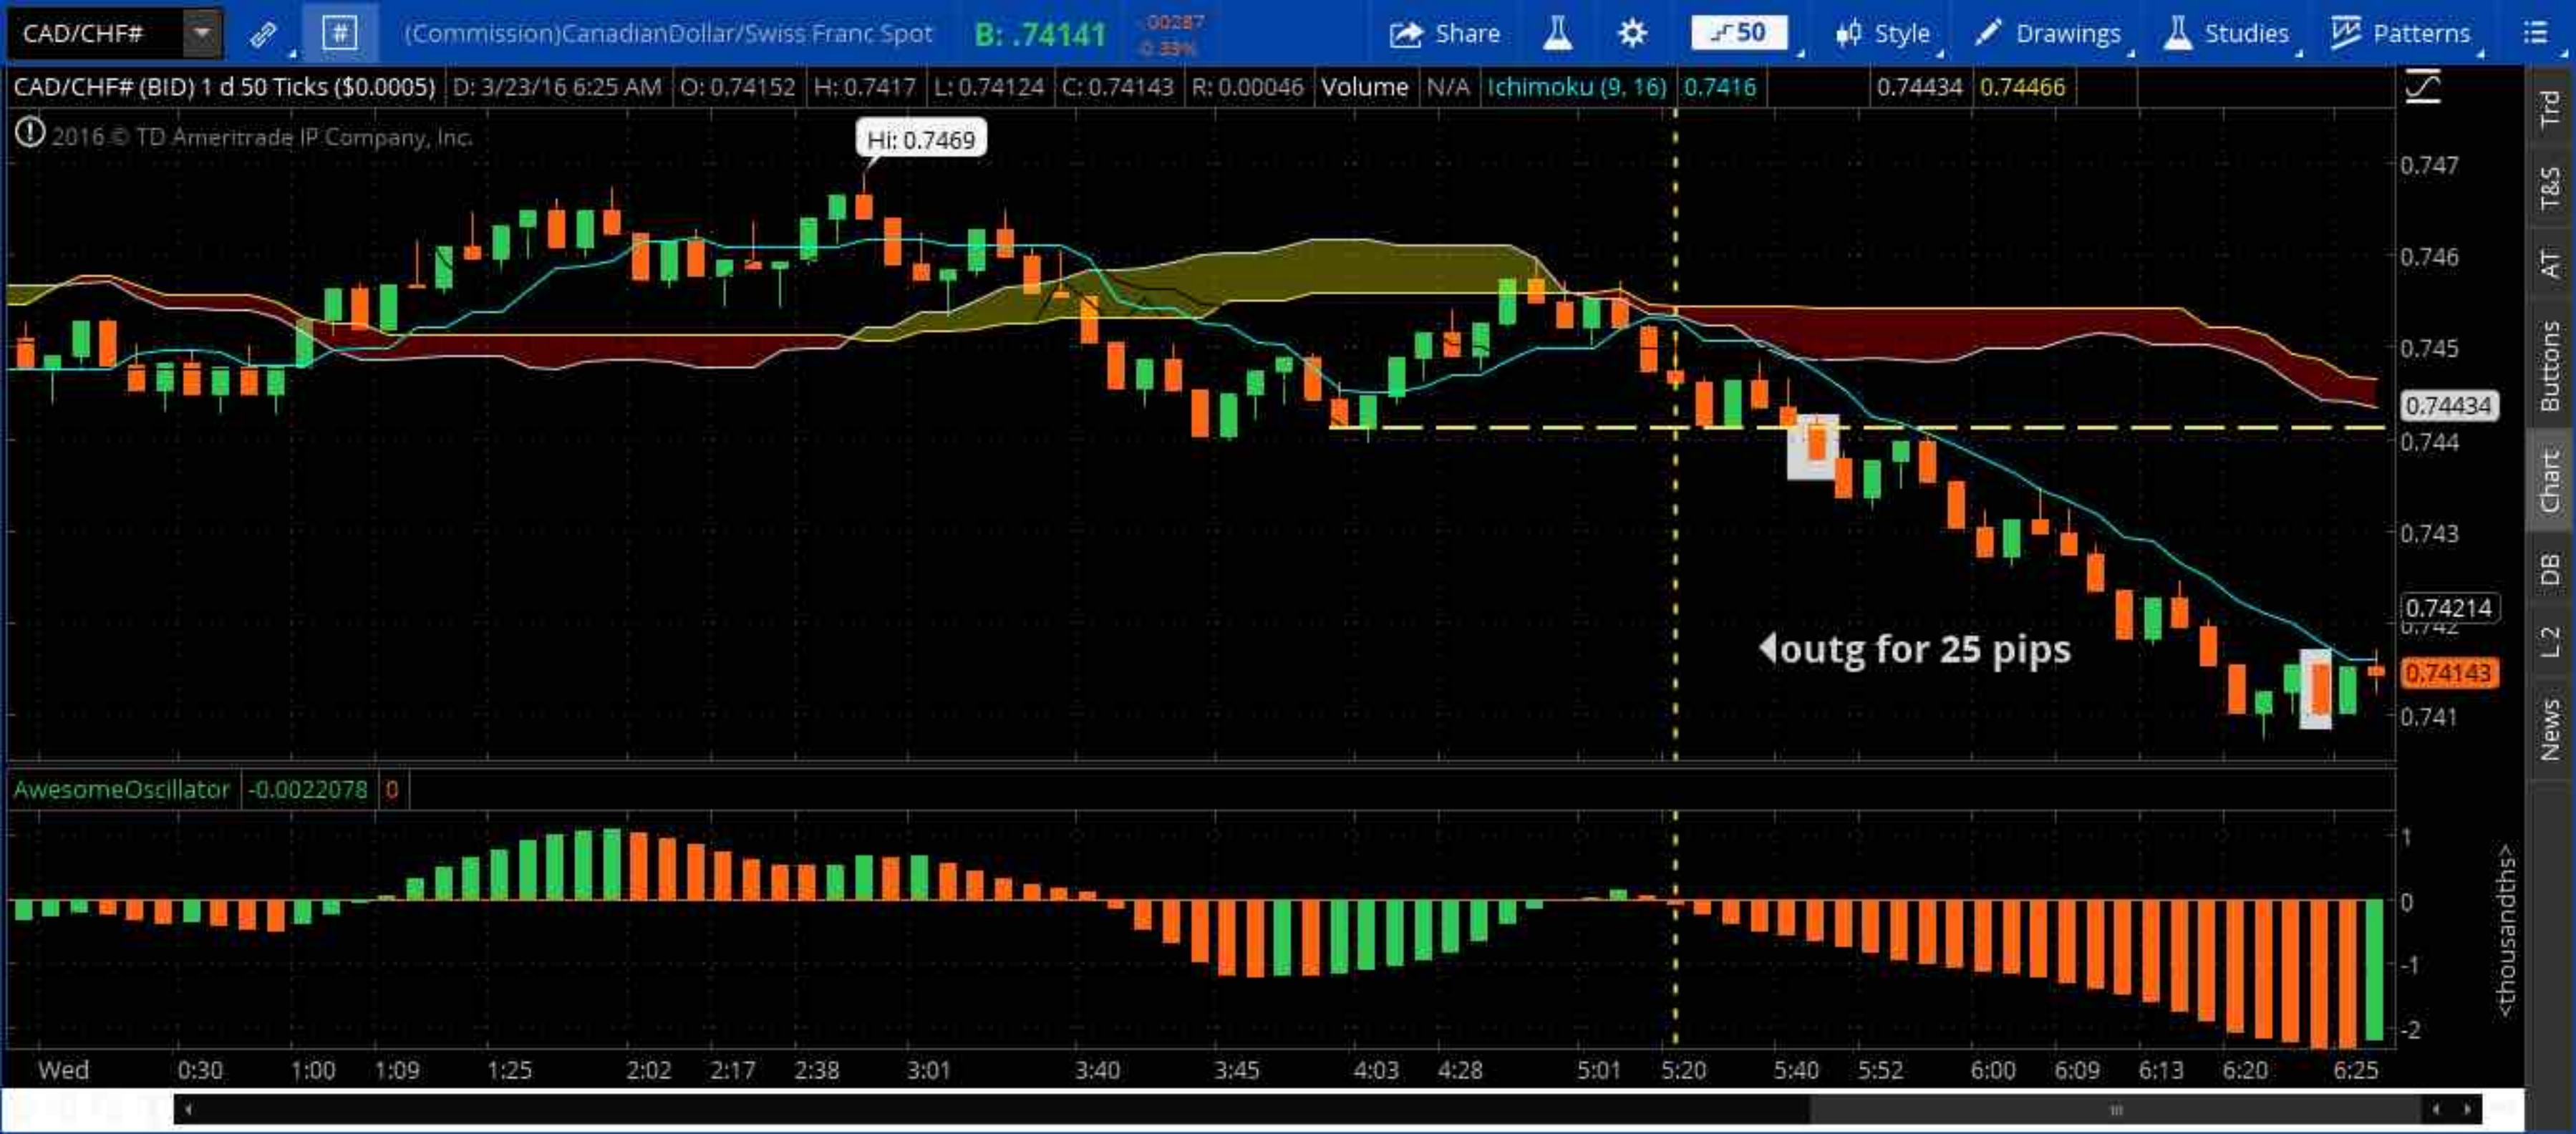 CAD/CHF# # (Commission)CanadianDollar/Swiss Franc Spot B: .74141 -.00287 -0.33% Share 50 Style Drawings Studies Patterns
CAD/CHF# (BID) 1 d 50 Ticks ($0.0005) D: 3/23/16 6:25 AM O: 0.74152 H: 0.7417 L: 0.74124 C: 0.74143 R: 0.00046 Volume N/A Ichimoku (9, 16) 0.7416 0.74434 0.74466
2016 © TD Ameritrade IP Company, Inc.
Hi: 0.7469
0.747
0.746
0.745
0.74434
0.744
0.743
0.74214
0.742
0.74143
0.741
outg for 25 pips
AwesomeOscillator -0.0022078 0
1
0
-1
-2
<thousandths>
Wed 0:30 1:00 1:09 1:25 2:02 2:17 2:38 3:01 3:40 3:45 4:03 4:28 5:01 5:20 5:40 5:52 6:00 6:09 6:13 6:20 6:25
Trd
T&S
AT
Buttons
Chart
DB
L2
News